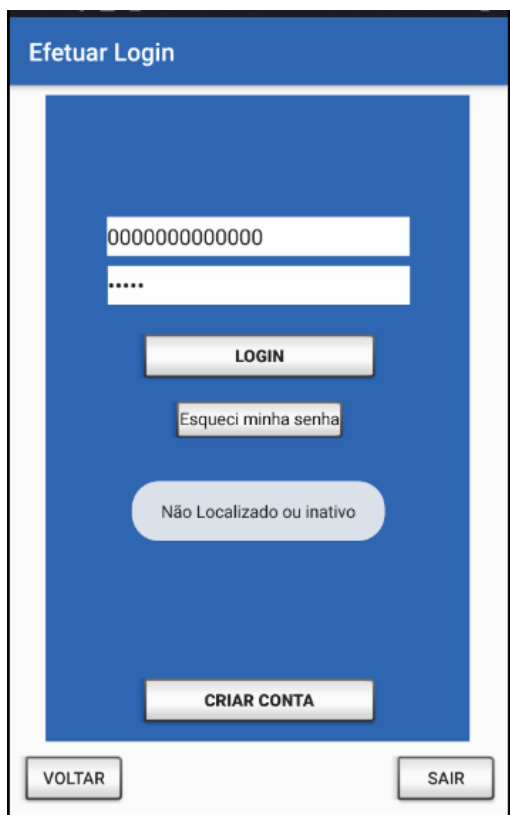 Efetuar Login
0000000000000
•••••
LOGIN
Esqueci minha senha
Não Localizado ou inativo
CRIAR CONTA
VOLTAR
SAIR